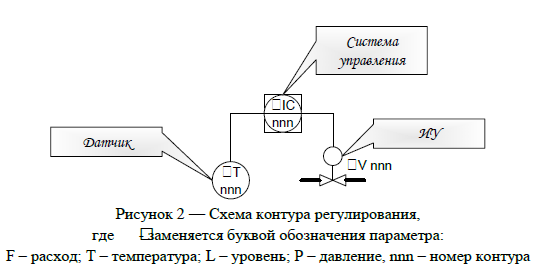 Система
управления
□IC
nnn
Датчик
ИУ
□T
nnn
□V nnn
Рисунок 2 — Схема контура регулирования,
где □заменяется буквой обозначения параметра:
F – расход; T – температура; L – уровень; P – давление, nnn – номер контура